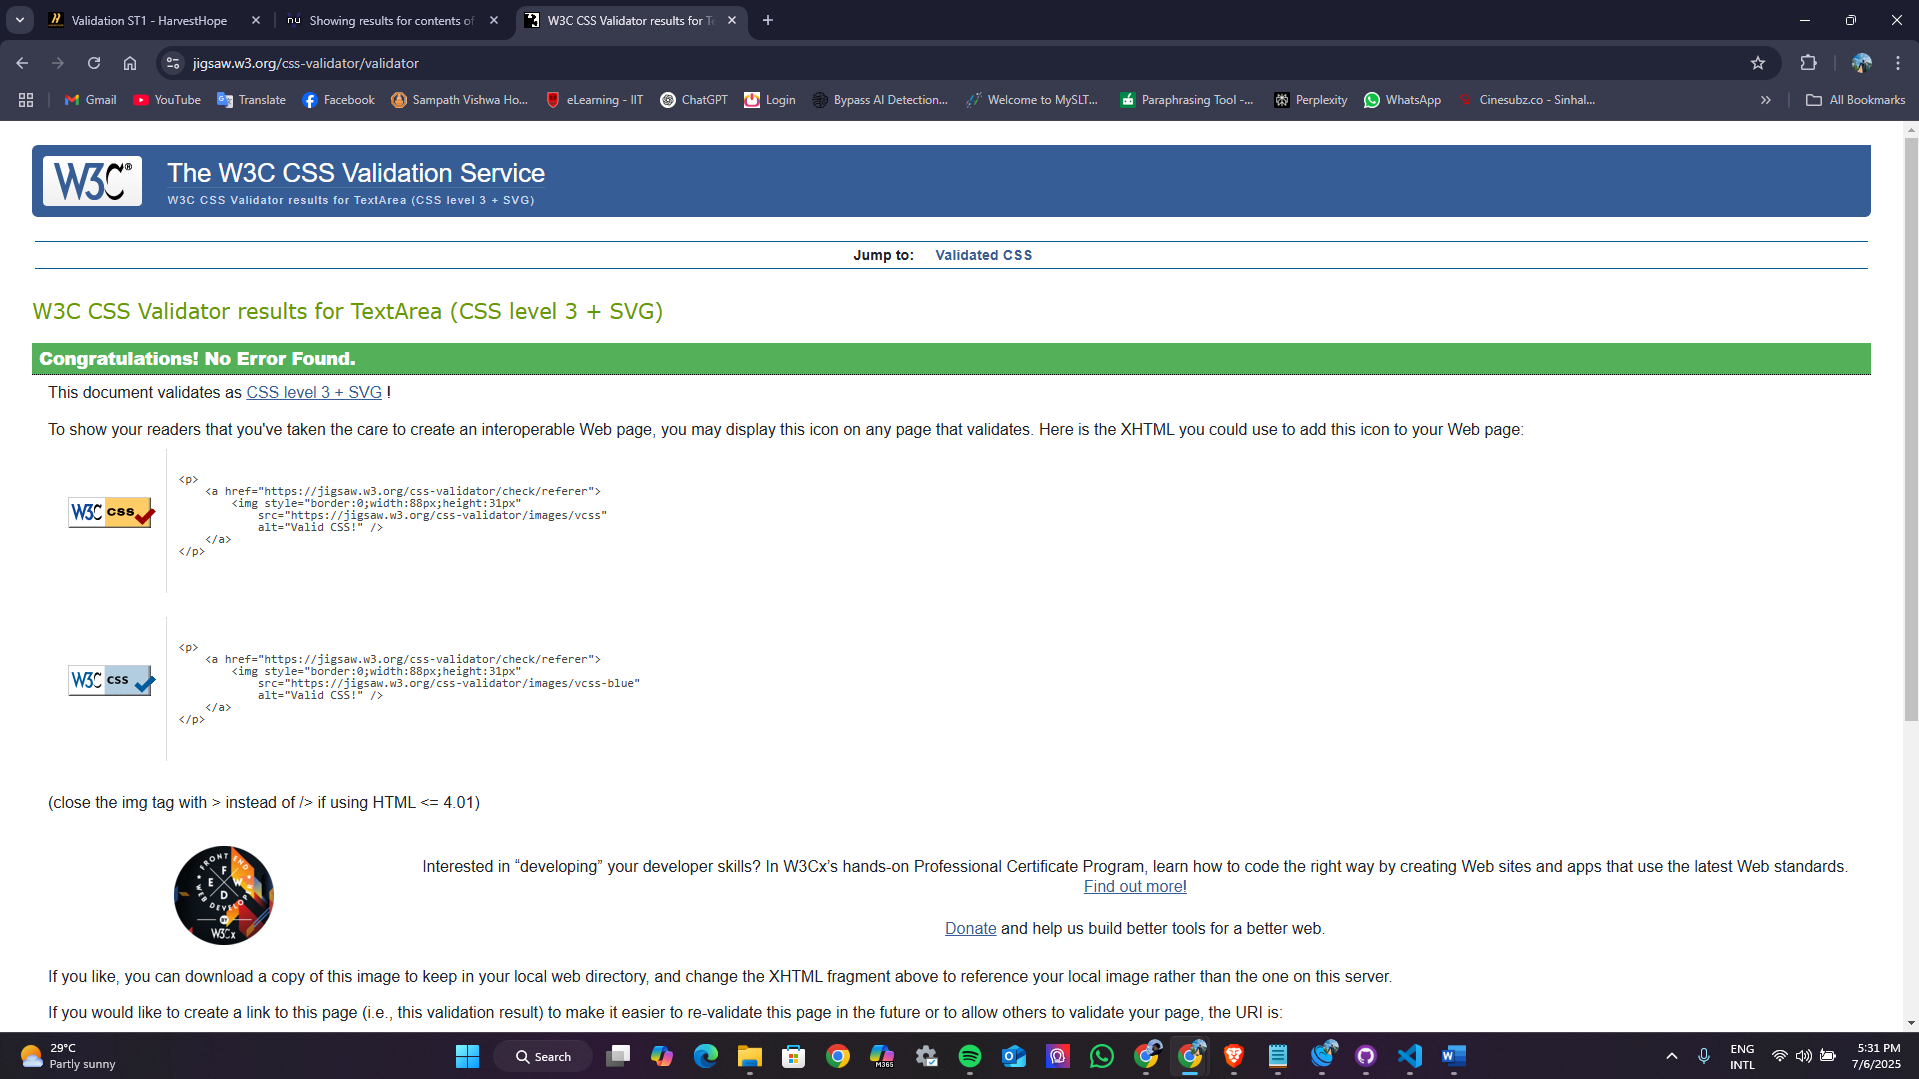 Validation ST1 - HarvestHope
Showing results for contents of
W3C CSS Validator results for T
jigsaw.w3.org/css-validator/validator
Gmail
YouTube
Translate
Facebook
Sampath Vishwa Ho...
eLearning - IIT
ChatGPT
Login
Bypass AI Detection...
Welcome to MySLT...
Paraphrasing Tool -...
Perplexity
WhatsApp
Cinesubz.co - Sinhal...
All Bookmarks
W3C®
The W3C CSS Validation Service
W3C CSS Validator results for TextArea (CSS level 3 + SVG)
Jump to: Validated CSS
W3C CSS Validator results for TextArea (CSS level 3 + SVG)
Congratulations! No Error Found.
This document validates as CSS level 3 + SVG !
To show your readers that you've taken the care to create an interoperable Web page, you may display this icon on any page that validates. Here is the XHTML you could use to add this icon to your Web page:
W3C css
<p>
<a href="https://jigsaw.w3.org/css-validator/check/referer">
<img style="border:0;width:88px;height:31px"
src="https://jigsaw.w3.org/css-validator/images/vcss"
alt="Valid CSS!" />
</a>
</p>
W3C css
<p>
<a href="https://jigsaw.w3.org/css-validator/check/referer">
<img style="border:0;width:88px;height:31px"
src="https://jigsaw.w3.org/css-validator/images/vcss-blue"
alt="Valid CSS!" />
</a>
</p>
(close the img tag with > instead of /> if using HTML <= 4.01)
FRONT END
WEB DEVELOPER
F E W D
W3Cx
Interested in “developing” your developer skills? In W3Cx’s hands-on Professional Certificate Program, learn how to code the right way by creating Web sites and apps that use the latest Web standards.
Find out more!
Donate and help us build better tools for a better web.
If you like, you can download a copy of this image to keep in your local web directory, and change the XHTML fragment above to reference your local image rather than the one on this server.
If you would like to create a link to this page (i.e., this validation result) to make it easier to re-validate this page in the future or to allow others to validate your page, the URI is:
29°C
Partly sunny
Search
M365
ENG
INTL
5:31 PM
7/6/2025